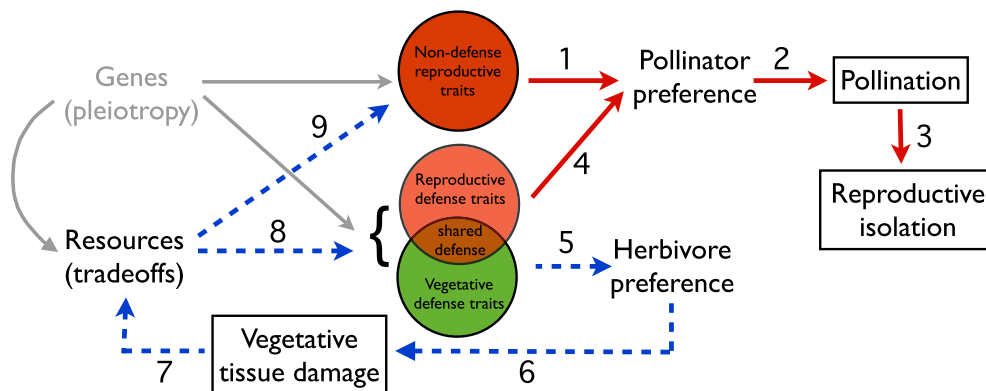 Genes
(pleiotropy)
Non-defense
reproductive
traits
1
Pollinator
preference
2
Pollination
3
Reproductive
isolation
9
4
Reproductive
defense traits
shared
defense
{
Vegetative
defense traits
8
Resources
(tradeoffs)
5
Herbivore
preference
7
Vegetative
tissue damage
6